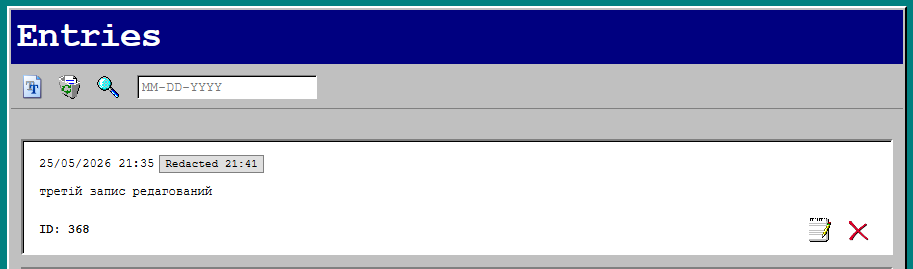 Entries
MM-DD-YYYY
25/05/2026 21:35 Redacted 21:41
третій запис редагований
ID: 368